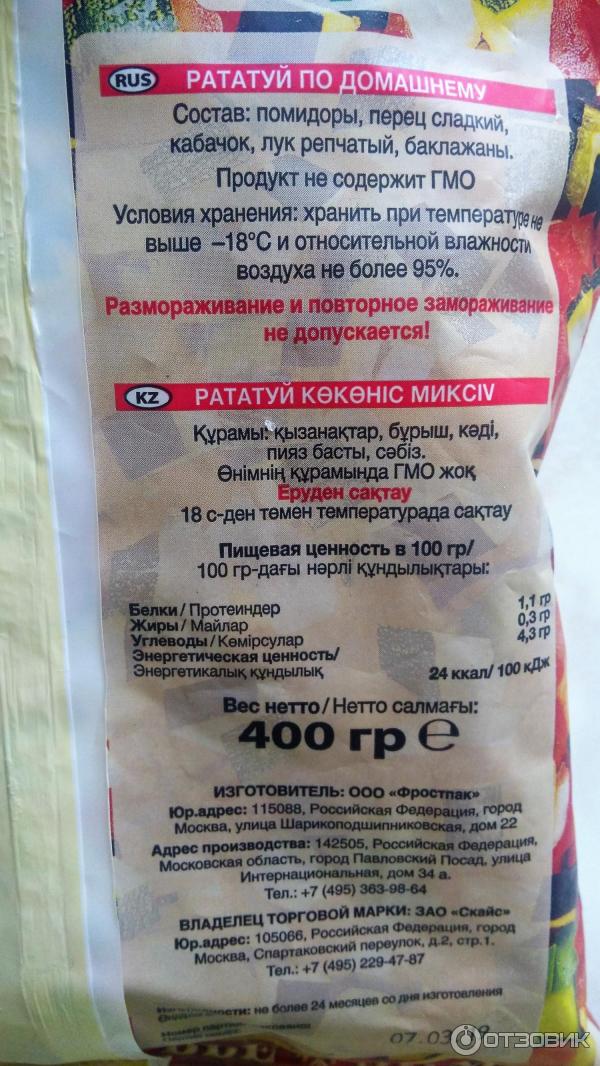 RUS РАТАТУЙ ПО ДОМАШНЕМУ
Состав: помидоры, перец сладкий,
кабачок, лук репчатый, баклажаны.
Продукт не содержит ГМО
Условия хранения: хранить при температуре не
выше –18°С и относительной влажности
воздуха не более 95%.
Размораживание и повторное замораживание
не допускается!
KZ РАТАТУЙ КӨКӨНІС МИКСІV
Құрамы: қызанақтар, бұрыш, кәді,
пияз басты, сәбіз.
Өнімнің құрамында ГМО жоқ
Еруден сақтау
18 с-ден төмен температурада сақтау
Пищевая ценность в 100 гр/
100 гр-дағы нәрлі құндылықтары:
Белки / Протеиндер 1,1 гр
Жиры / Майлар 0,3 гр
Углеводы / Көмірсулар 4,3 гр
Энергетическая ценность/
Энергетикалық құндылық 24 ккал/ 100 кДж
Вес нетто / Нетто салмағы:
400 гр e
ИЗГОТОВИТЕЛЬ: ООО «Фростпак»
Юр.адрес: 115088, Российская Федерация, город
Москва, улица Шарикоподшипниковская, дом 22
Адрес производства: 142505, Российская Федерация,
Московская область, город Павловский Посад, улица
Интернациональная, дом 34 а.
Тел.: +7 (495) 363-98-64
ВЛАДЕЛЕЦ ТОРГОВОЙ МАРКИ: ЗАО «Скайс»
Юр.адрес: 105066, Российская Федерация, город
Москва, Спартаковский переулок, д.2, стр.1.
Тел.: +7 (495) 229-47-87
не более 24 месяцев со дня изготовления
Номер партии
07.03
ОТЗОВИК